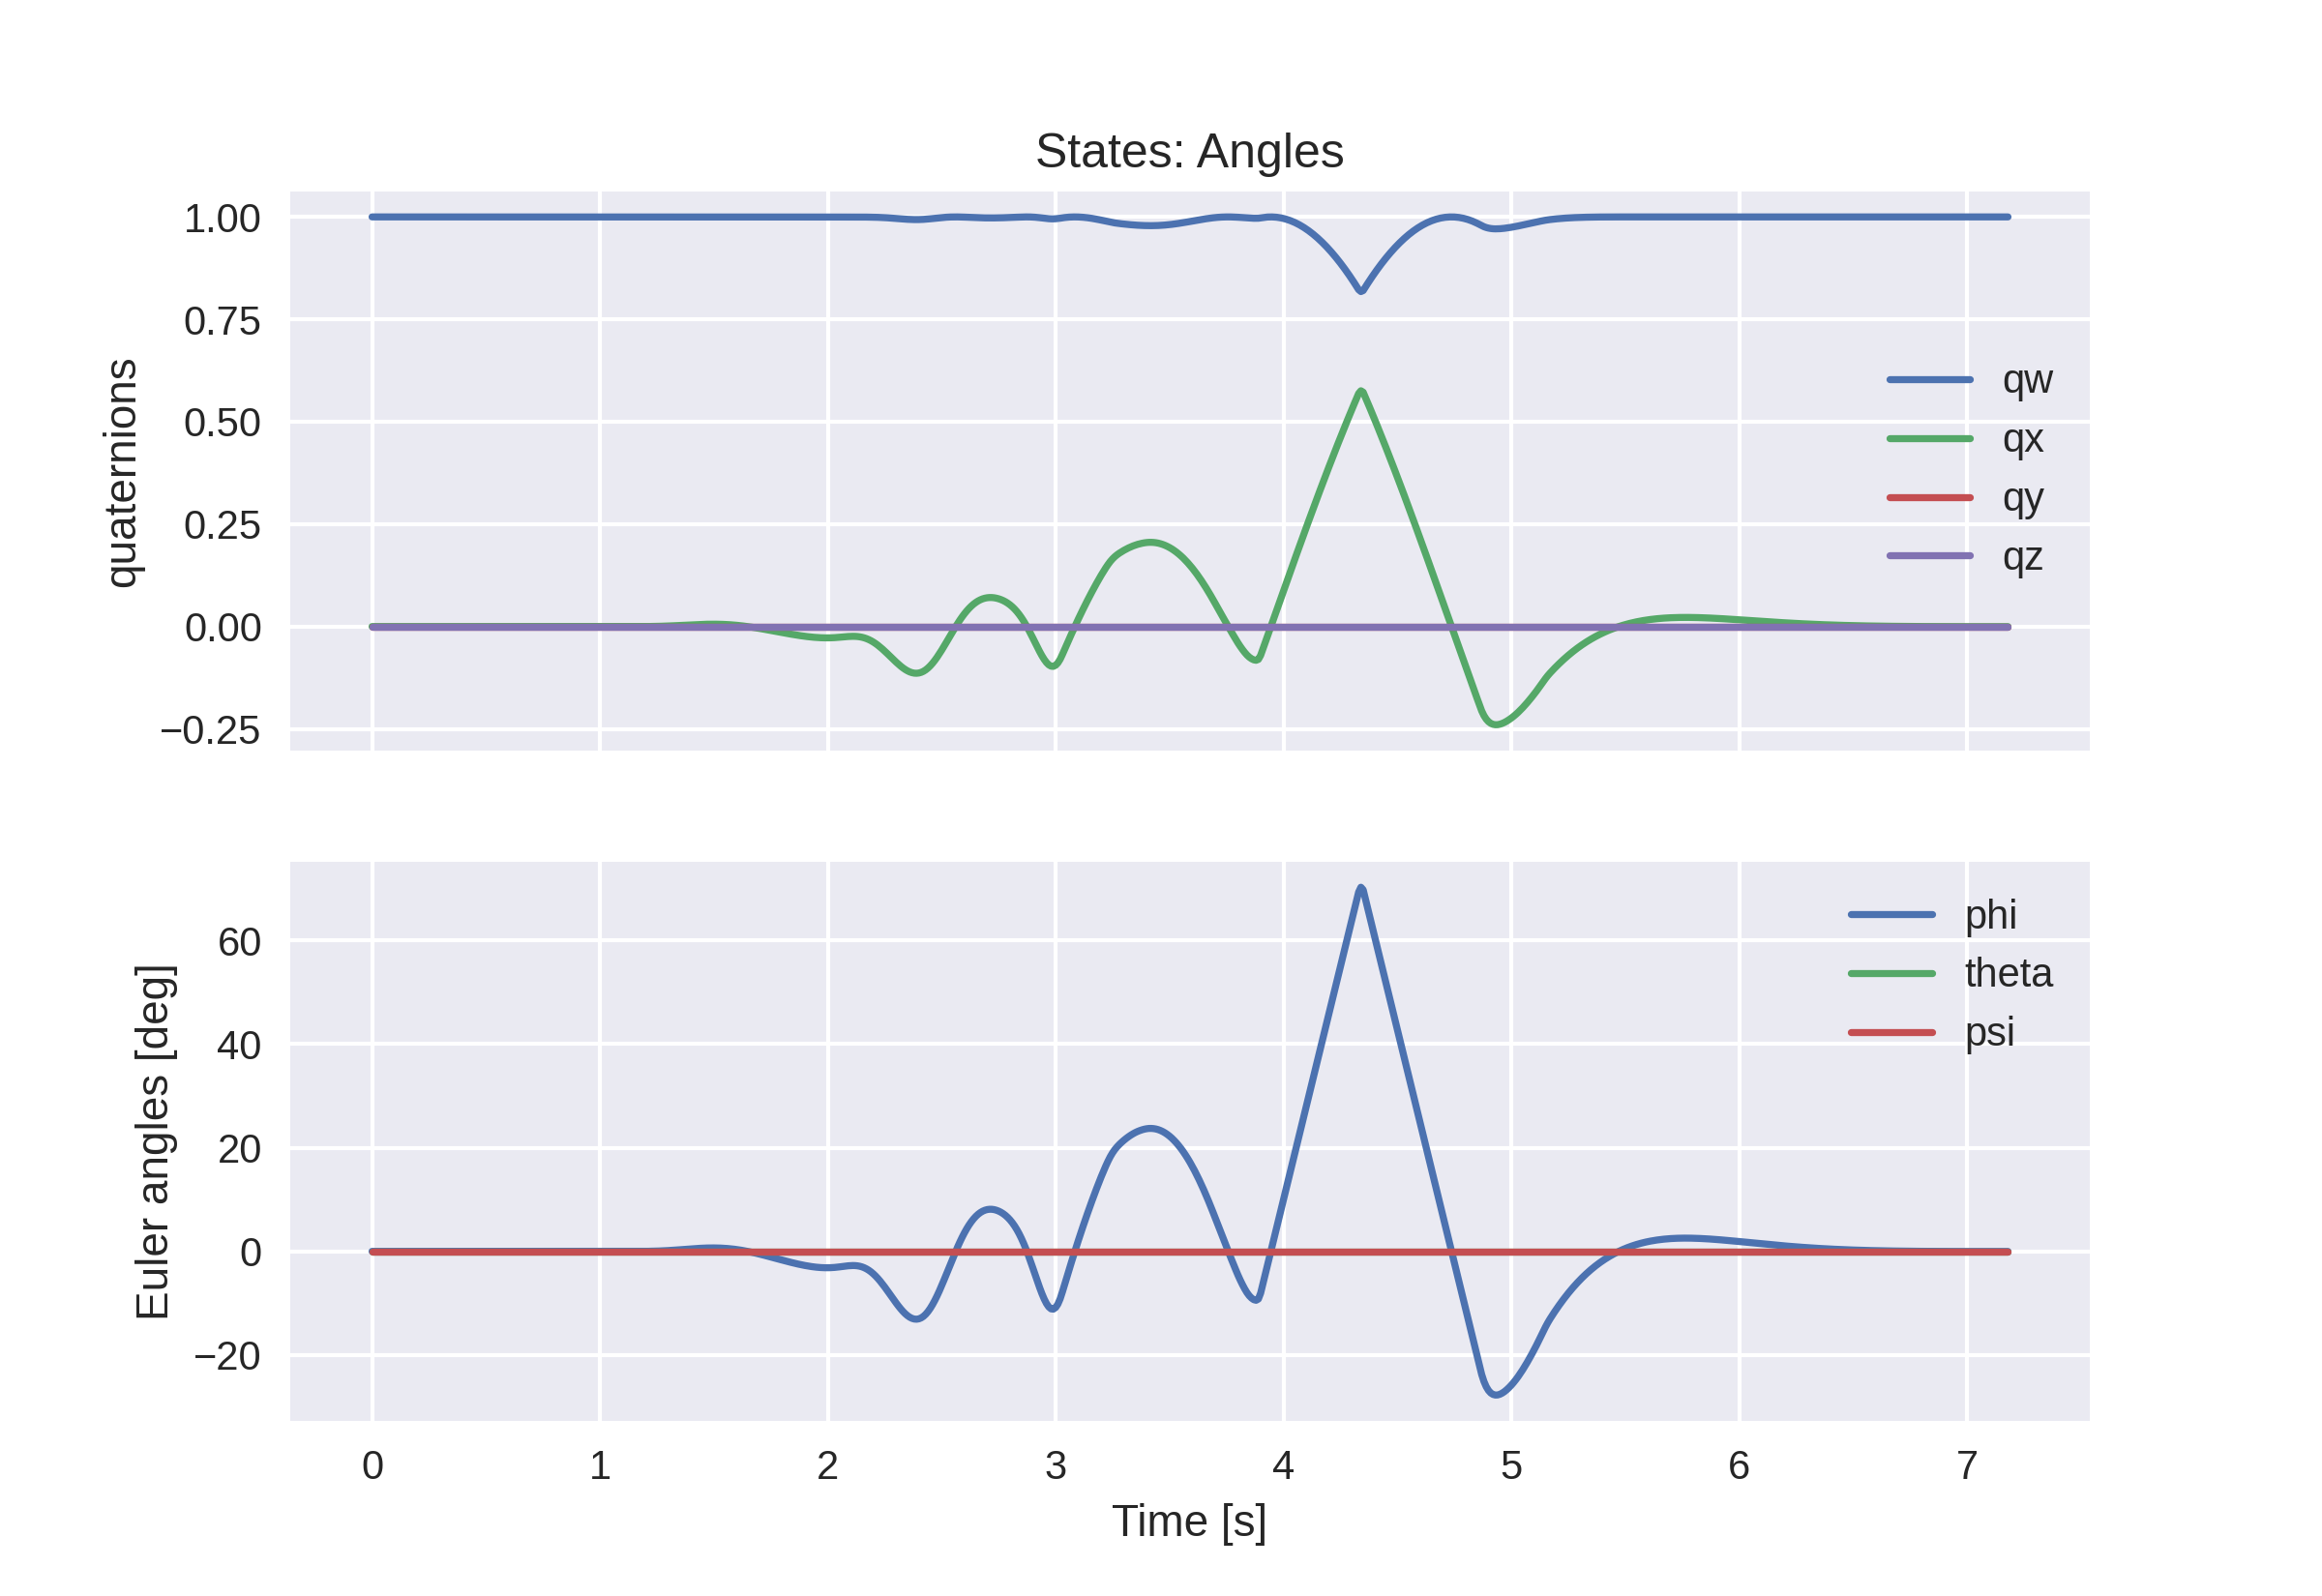 States: Angles
quaternions
1.00
0.75
0.50
0.25
0.00
−0.25
qw
qx
qy
qz
Euler angles [deg]
60
40
20
0
−20
phi
theta
psi
0 1 2 3 4 5 6 7
Time [s]